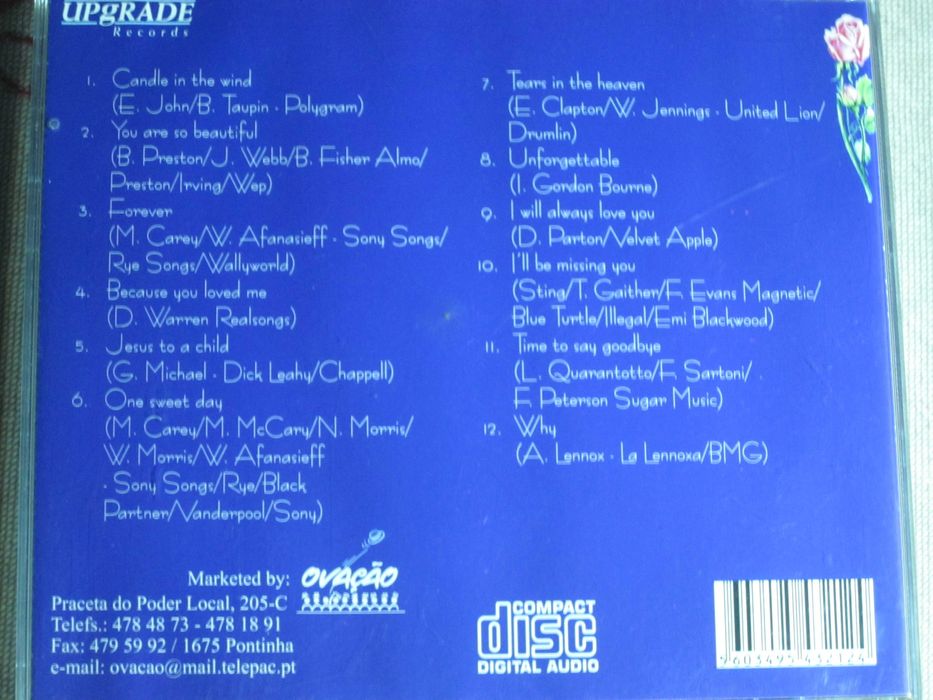 UPgRADE
Records
1. Candle in the wind
(E. John/B. Taupin - Polygram)
2. You are so beautiful
(B. Preston/J. Webb/B. Fisher Almo/
Preston/Irving/Wep)
3. Forever
(M. Carey/W. Afanasieff - Sony Songs/
Rye Songs/Wallyworld)
4. Because you loved me
(D. Warren Realsongs)
5. Jesus to a child
(G. Michael - Dick Leahy/Chappell)
6. One sweet day
(M. Carey/M. McCary/N. Morris/
W. Morris/W. Afanasieff
- Sony Songs/Rye/Black
Partner/Vanderpool/Sony)
7. Tears in the heaven
(E. Clapton/W. Jennings - United Lion/
Drumlin)
8. Unforgettable
(I. Gordon Bourne)
9. I will always love you
(D. Parton/Velvet Apple)
10. I'll be missing you
(Sting/T. Gaither/F. Evans Magnetic/
Blue Turtle/Illegal/Emi Blackwood)
11. Time to say goodbye
(L. Quarantotto/F. Sartoni/
F. Peterson Sugar Music)
12. Why
(A. Lennox - La Lennoxa/BMG)
Marketed by: OVAÇÃO
Praceta do Poder Local, 205-C
Telefs.: 478 48 73 - 478 18 91
Fax: 479 59 92 / 1675 Pontinha
e-mail: ovacao@mail.telepac.pt
COMPACT
disc
DIGITAL AUDIO
9 603495 432124